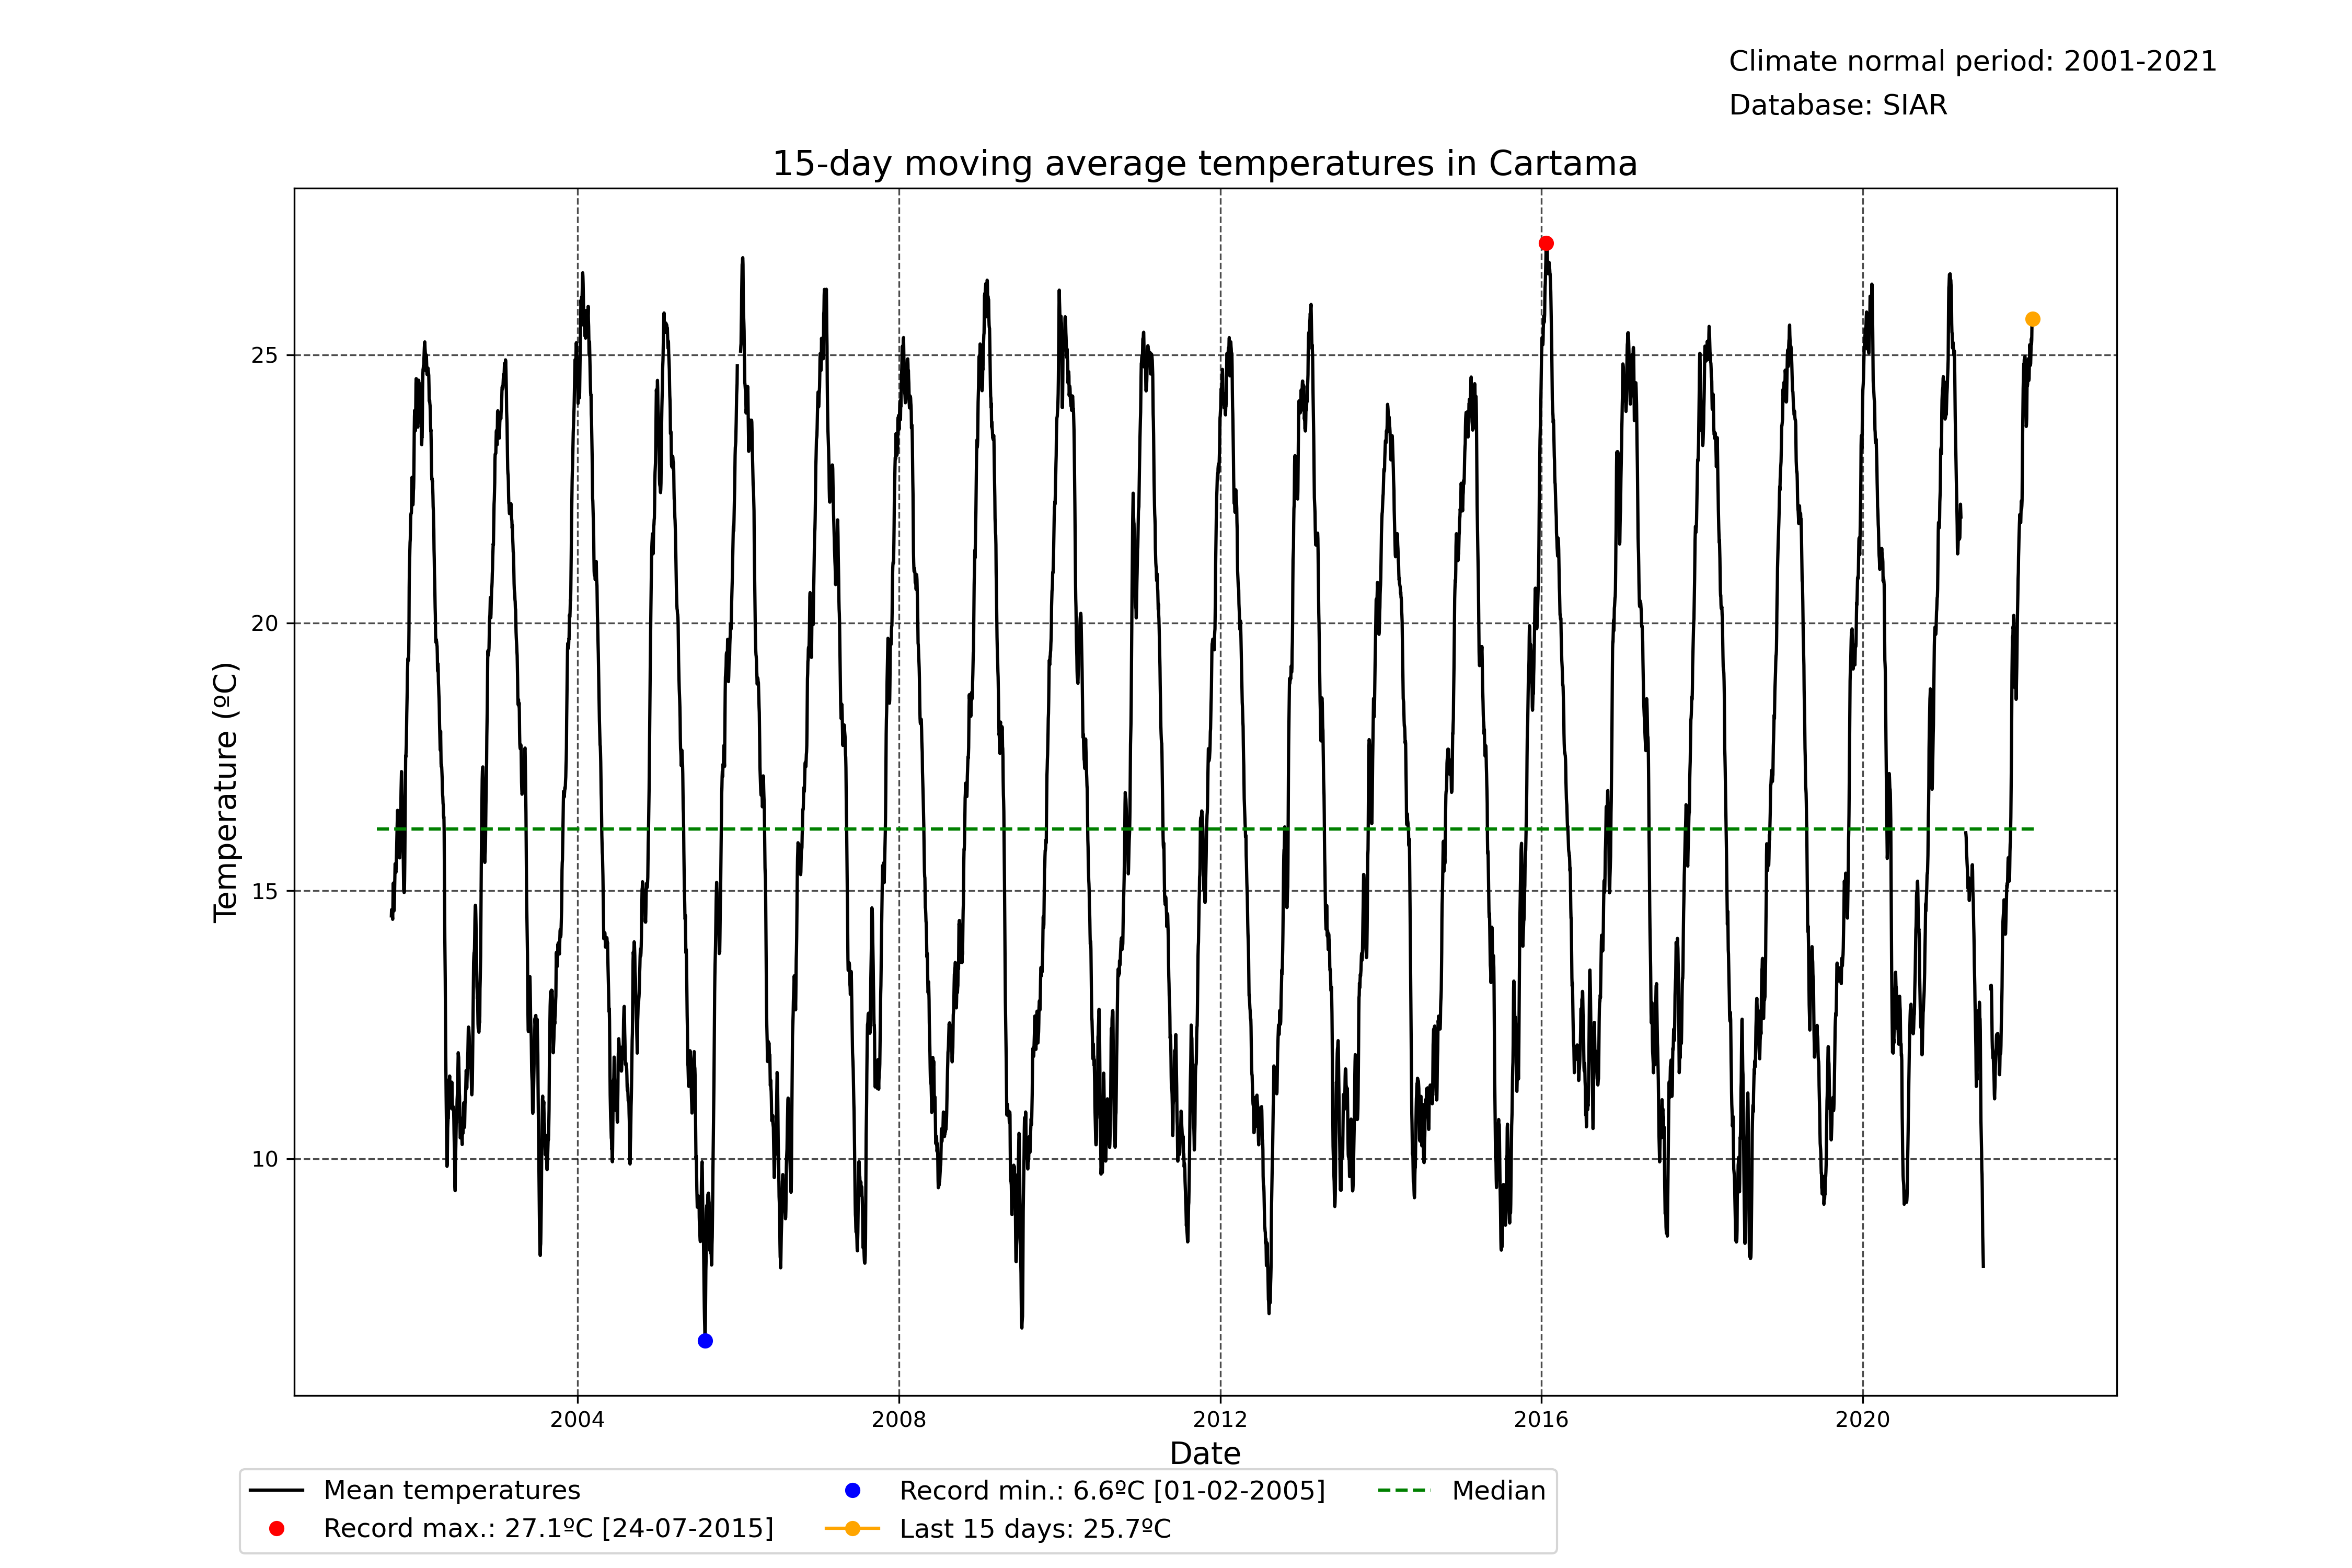 Climate normal period: 2001-2021
Database: SIAR
15-day moving average temperatures in Cartama
Temperature (ºC)
25
20
15
10
2004
2008
2012
2016
2020
Date
Mean temperatures
Record max.: 27.1ºC [24-07-2015]
Record min.: 6.6ºC [01-02-2005]
Last 15 days: 25.7ºC
Median